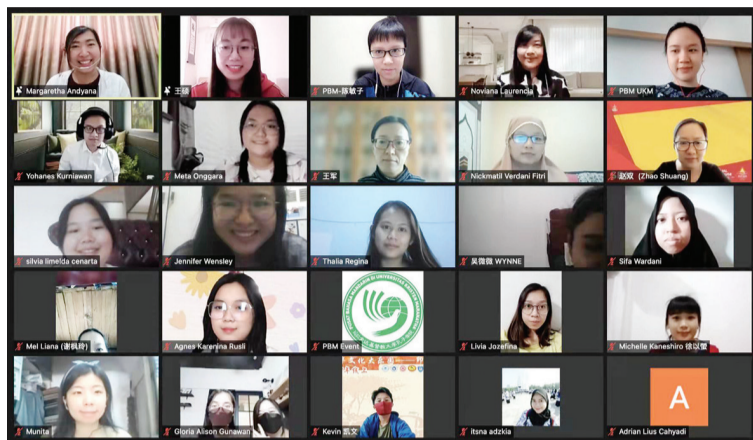 Margaretha Andyana
王硕
PBM-陈敏子
Noviana Laurencia
PBM UKM
Yohanes Kurniawan
Meta Onggara
王军
Nickmatil Verdani Fitri
赵双 (Zhao Shuang)
silvia limelda cenarta
Jennifer Wensley
Thalia Regina
吴微微 WYNNE
Sifa Wardani
Mel Liana (谢枫玲)
Agnes Karenina Rusli
PBM Event
Livia Jozefina
Michelle Kaneshiro 徐以萤
Munita
Gloria Alison Gunawan
Kevin 凯文
itsna adzkia
A
Adrian Lius Cahyadi